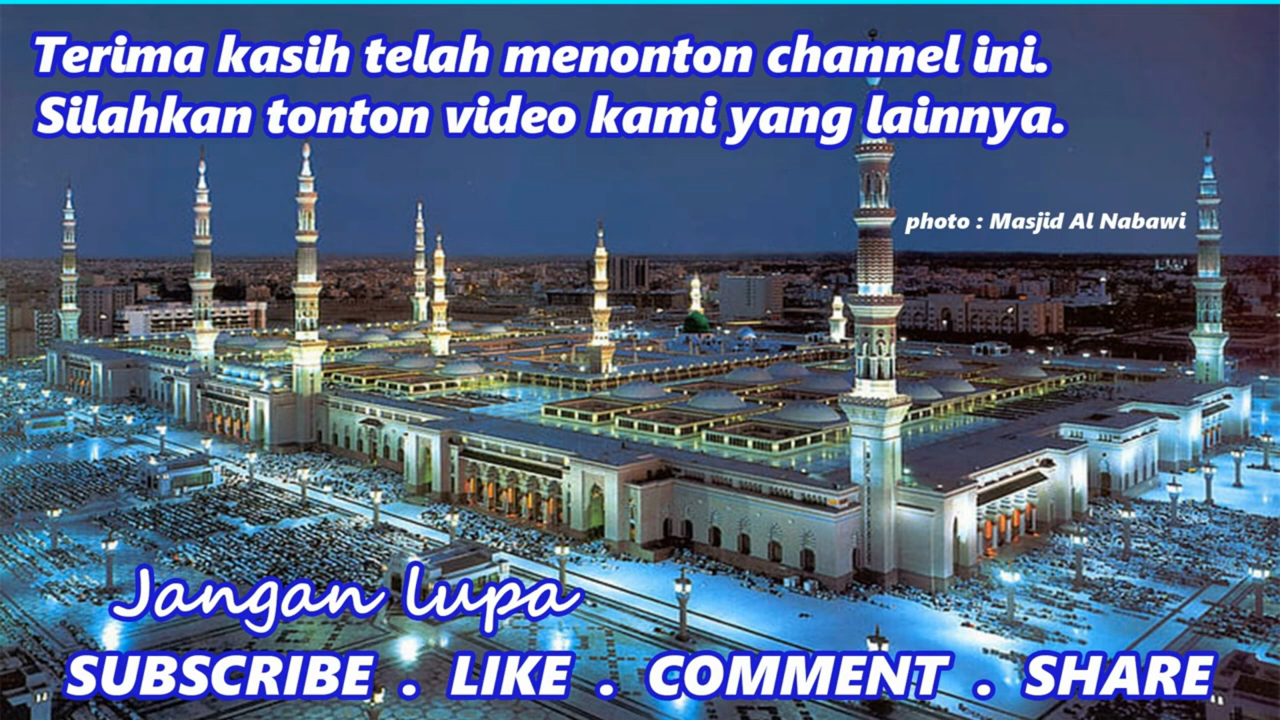 Terima kasih telah menonton channel ini.
Silahkan tonton video kami yang lainnya.
photo : Masjid Al Nabawi
Jangan lupa
SUBSCRIBE . LIKE . COMMENT . SHARE